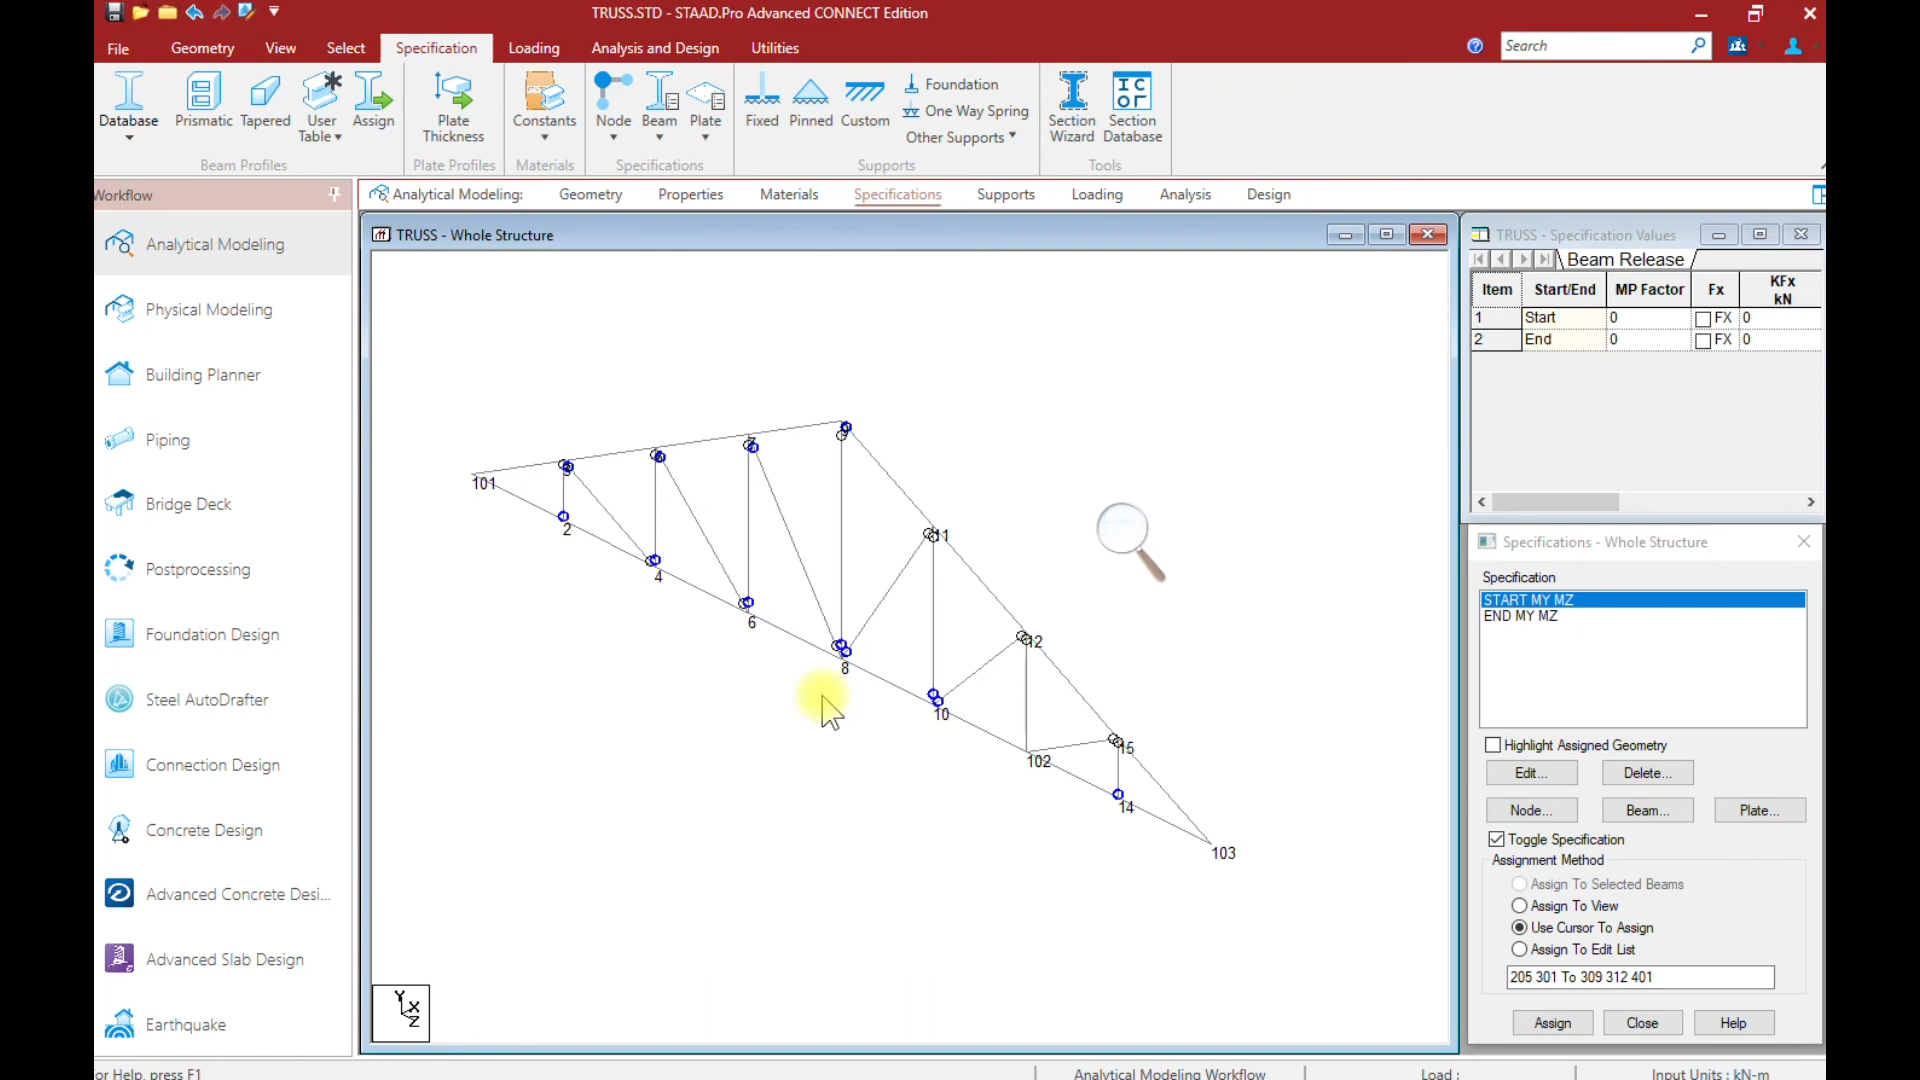 TRUSS.STD - STAAD.Pro Advanced CONNECT Edition
File Geometry View Select Specification Loading Analysis and Design Utilities
Search
Database Prismatic Tapered User Table Assign Plate Thickness Constants Node Beam Plate Fixed Pinned Custom
Foundation
One Way Spring
Other Supports
Section Wizard Section Database
Beam Profiles Plate Profiles Materials Specifications Supports Tools
Workflow
Analytical Modeling: Geometry Properties Materials Specifications Supports Loading Analysis Design
Analytical Modeling
Physical Modeling
Building Planner
Piping
Bridge Deck
Postprocessing
Foundation Design
Steel AutoDrafter
Connection Design
Concrete Design
Advanced Concrete Desi...
Advanced Slab Design
Earthquake
TRUSS - Whole Structure
7
101
11
2
4
6
12
8
10
15
102
14
103
Y
X
Z
TRUSS - Specification Values
Beam Release
Item Start/End MP Factor Fx KFx kN
1 Start 0 FX 0
2 End 0 FX 0
Specifications - Whole Structure
Specification
START MY MZ
END MY MZ
Highlight Assigned Geometry
Edit... Delete...
Node... Beam... Plate...
Toggle Specification
Assignment Method
Assign To Selected Beams
Assign To View
Use Cursor To Assign
Assign To Edit List
205 301 To 309 312 401
Assign Close Help
or Help, press F1 Analytical Modeling Workflow Load : Input Units : kN-m